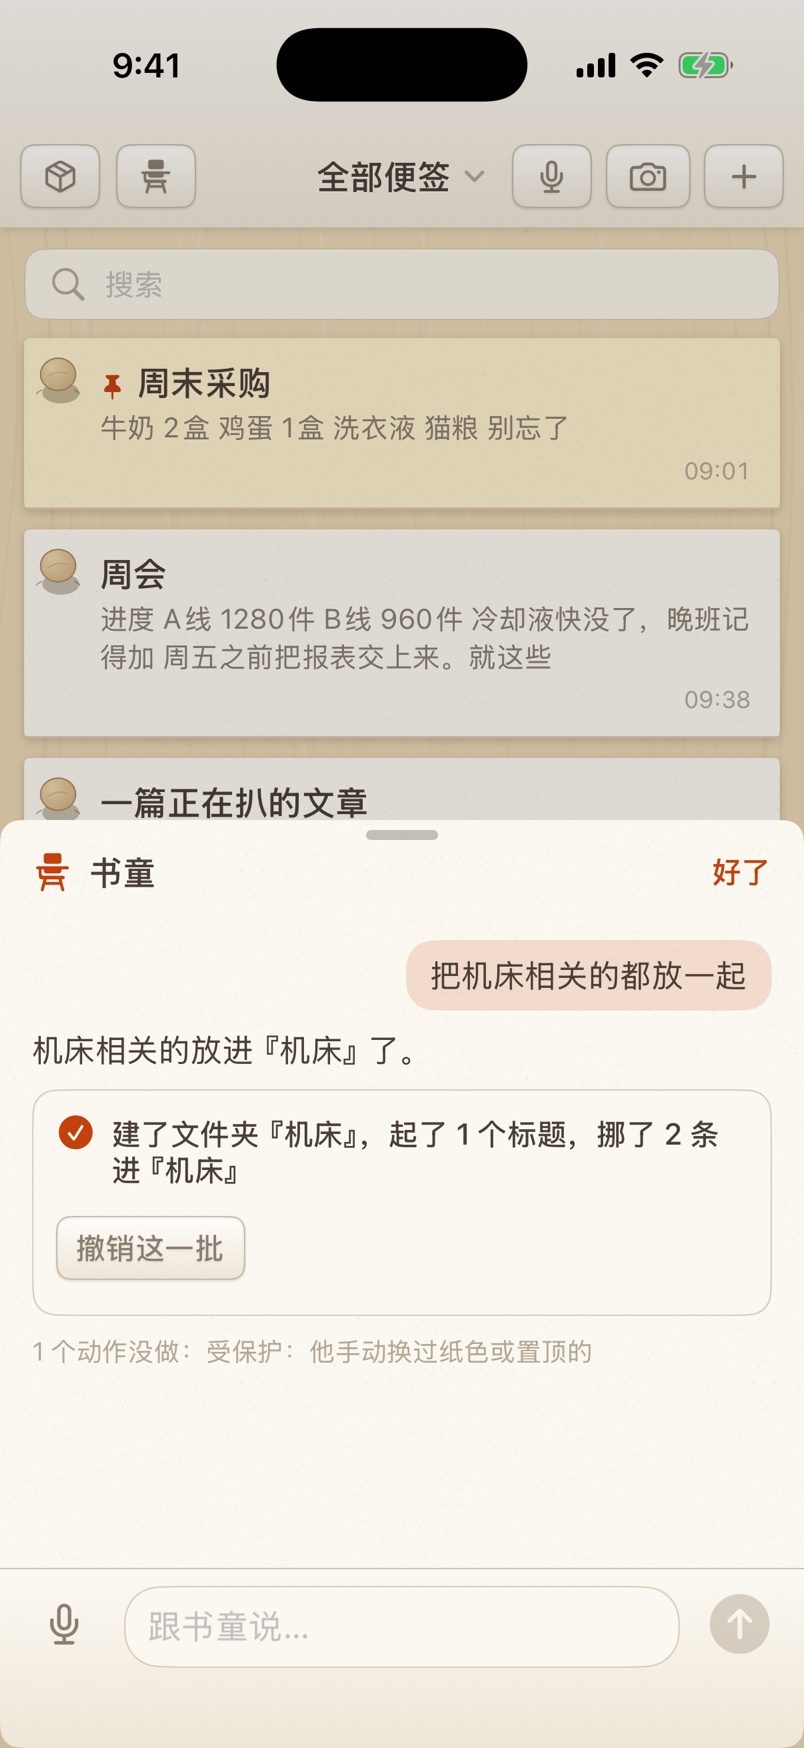 9:41
全部便签
搜索
周末采购
牛奶 2盒 鸡蛋 1盒 洗衣液 猫粮 别忘了
09:01
周会
进度 A线 1280件 B线 960件 冷却液快没了，晚班记
得加 周五之前把报表交上来。就这些
09:38
一篇正在扒的文章
书童
好了
把机床相关的都放一起
机床相关的放进『机床』了。
建了文件夹『机床』，起了 1 个标题，挪了 2 条
进『机床』
撤销这一批
1 个动作没做：受保护：他手动换过纸色或置顶的
跟书童说...